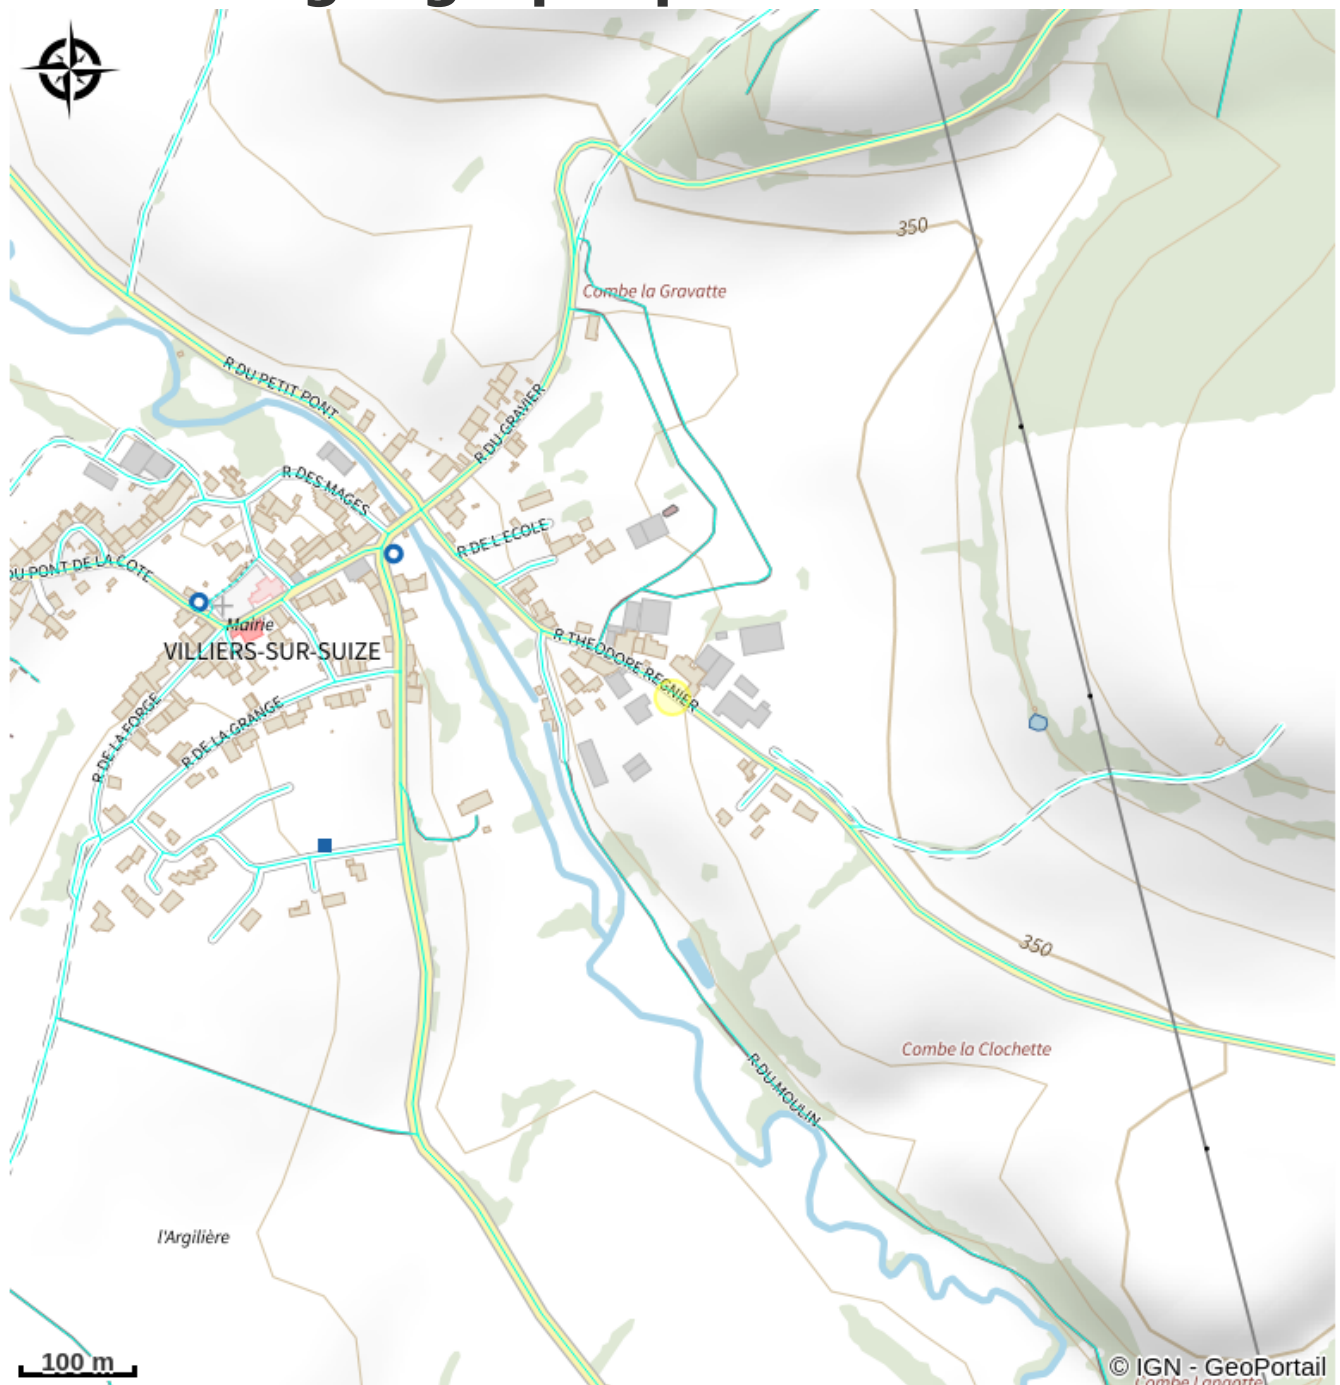 350
Combe la Gravatte
R DU PETIT PONT
R DU GRAVIER
R DES MAGES
R DE L'ECOLE
DU PONT DE LA COTE
Mairie
VILLIERS-SUR-SUIZE
R THEODORE REGNIER
R DE LA FORGE
R DE LA GRANGE
350
Combe la Clochette
R DU MOULIN
l'Argilière
100 m
© IGN - GeoPortail
Combe Langotte